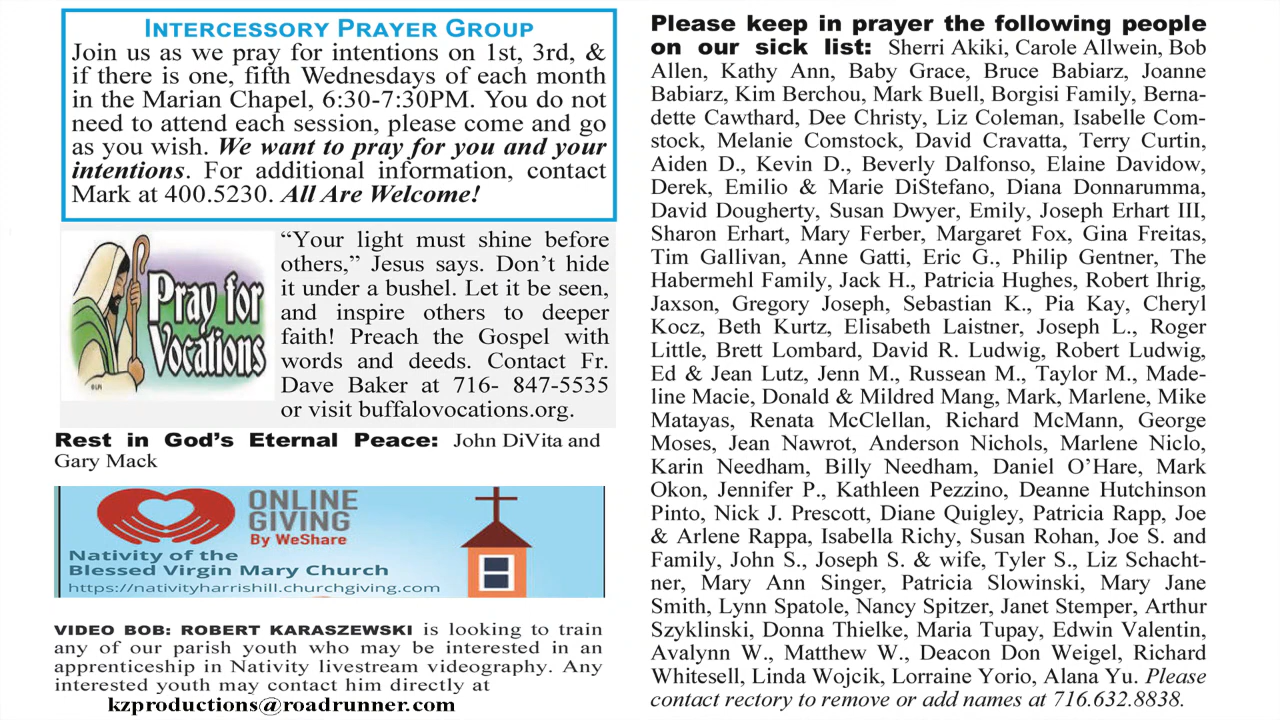 INTERCESSORY PRAYER GROUP
Join us as we pray for intentions on 1st, 3rd, &
if there is one, fifth Wednesdays of each month
in the Marian Chapel, 6:30-7:30PM. You do not
need to attend each session, please come and go
as you wish. We want to pray for you and your
intentions. For additional information, contact
Mark at 400.5230. All Are Welcome!
Pray for
Vocations
“Your light must shine before
others,” Jesus says. Don’t hide
it under a bushel. Let it be seen,
and inspire others to deeper
faith! Preach the Gospel with
words and deeds. Contact Fr.
Dave Baker at 716- 847-5535
or visit buffalovocations.org.
Rest in God’s Eternal Peace: John DiVita and
Gary Mack
ONLINE
GIVING
By WeShare
Nativity of the
Blessed Virgin Mary Church
https://nativityharrishill.churchgiving.com
VIDEO BOB: ROBERT KARASZEWSKI is looking to train
any of our parish youth who may be interested in an
apprenticeship in Nativity livestream videography. Any
interested youth may contact him directly at
kzproductions@roadrunner.com
Please keep in prayer the following people
on our sick list: Sherri Akiki, Carole Allwein, Bob
Allen, Kathy Ann, Baby Grace, Bruce Babiarz, Joanne
Babiarz, Kim Berchou, Mark Buell, Borgisi Family, Berna-
dette Cawthard, Dee Christy, Liz Coleman, Isabelle Com-
stock, Melanie Comstock, David Cravatta, Terry Curtin,
Aiden D., Kevin D., Beverly Dalfonso, Elaine Davidow,
Derek, Emilio & Marie DiStefano, Diana Donnarumma,
David Dougherty, Susan Dwyer, Emily, Joseph Erhart III,
Sharon Erhart, Mary Ferber, Margaret Fox, Gina Freitas,
Tim Gallivan, Anne Gatti, Eric G., Philip Gentner, The
Habermehl Family, Jack H., Patricia Hughes, Robert Ihrig,
Jaxson, Gregory Joseph, Sebastian K., Pia Kay, Cheryl
Kocz, Beth Kurtz, Elisabeth Laistner, Joseph L., Roger
Little, Brett Lombard, David R. Ludwig, Robert Ludwig,
Ed & Jean Lutz, Jenn M., Russean M., Taylor M., Made-
line Macie, Donald & Mildred Mang, Mark, Marlene, Mike
Matayas, Renata McClellan, Richard McMann, George
Moses, Jean Nawrot, Anderson Nichols, Marlene Niclo,
Karin Needham, Billy Needham, Daniel O’Hare, Mark
Okon, Jennifer P., Kathleen Pezzino, Deanne Hutchinson
Pinto, Nick J. Prescott, Diane Quigley, Patricia Rapp, Joe
& Arlene Rappa, Isabella Richy, Susan Rohan, Joe S. and
Family, John S., Joseph S. & wife, Tyler S., Liz Schacht-
ner, Mary Ann Singer, Patricia Slowinski, Mary Jane
Smith, Lynn Spatole, Nancy Spitzer, Janet Stemper, Arthur
Szyklinski, Donna Thielke, Maria Tupay, Edwin Valentin,
Avalynn W., Matthew W., Deacon Don Weigel, Richard
Whitesell, Linda Wojcik, Lorraine Yorio, Alana Yu. Please
contact rectory to remove or add names at 716.632.8838.